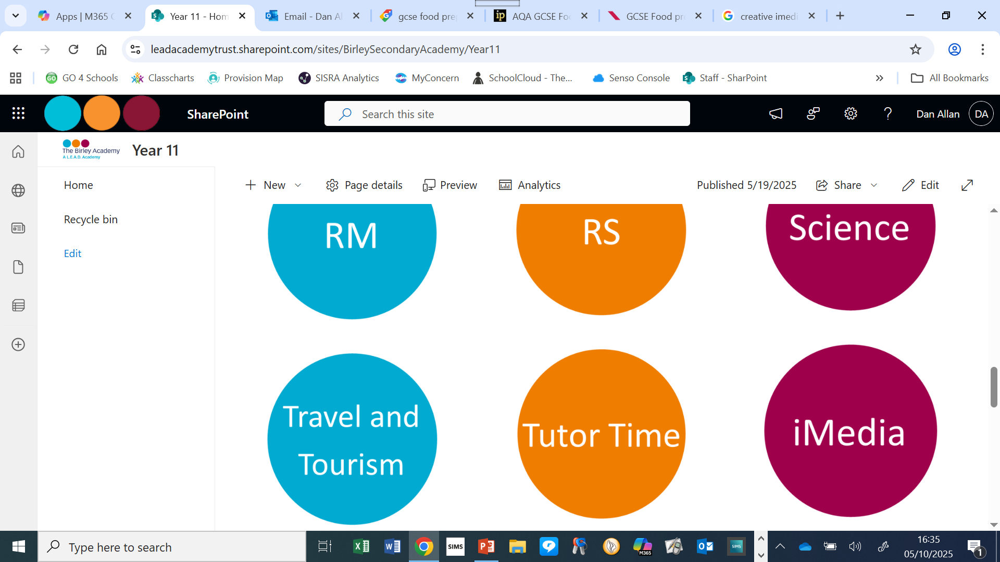 Apps | M365 C
Year 11 - Hom
Email - Dan Al
gcse food prep
AQA GCSE Foo
GCSE Food pr
creative imedi
leadacademytrust.sharepoint.com/sites/BirleySecondaryAcademy/Year11
GO 4 Schools
Classcharts
Provision Map
SISRA Analytics
MyConcern
SchoolCloud - The...
Senso Console
Staff - SharPoint
All Bookmarks
SharePoint
Search this site
Dan Allan
DA
The Birley Academy
A L.E.A.D. Academy
Year 11
Home
Recycle bin
Edit
New
Page details
Preview
Analytics
Published 5/19/2025
Share
Edit
RM
RS
Science
Travel and
Tourism
Tutor Time
iMedia
Type here to search
SIMS
M365
SIMS
16:35
05/10/2025
1